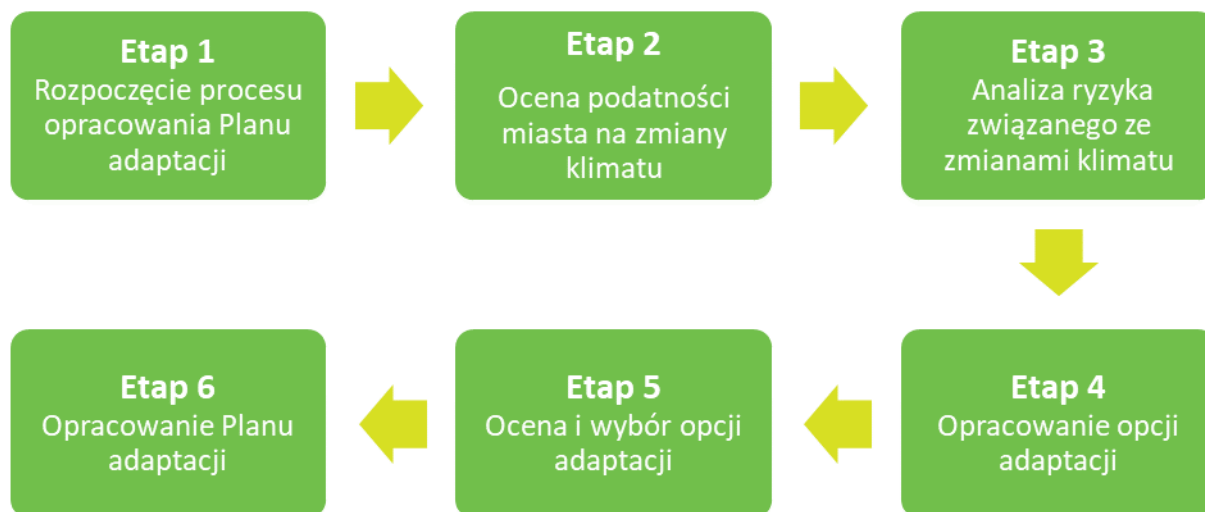 Etap 1
Rozpoczęcie procesu
opracowania Planu
adaptacji
Etap 2
Ocena podatności
miasta na zmiany
klimatu
Etap 3
Analiza ryzyka
związanego ze
zmianami klimatu
Etap 4
Opracowanie opcji
adaptacji
Etap 5
Ocena i wybór opcji
adaptacji
Etap 6
Opracowanie Planu
adaptacji